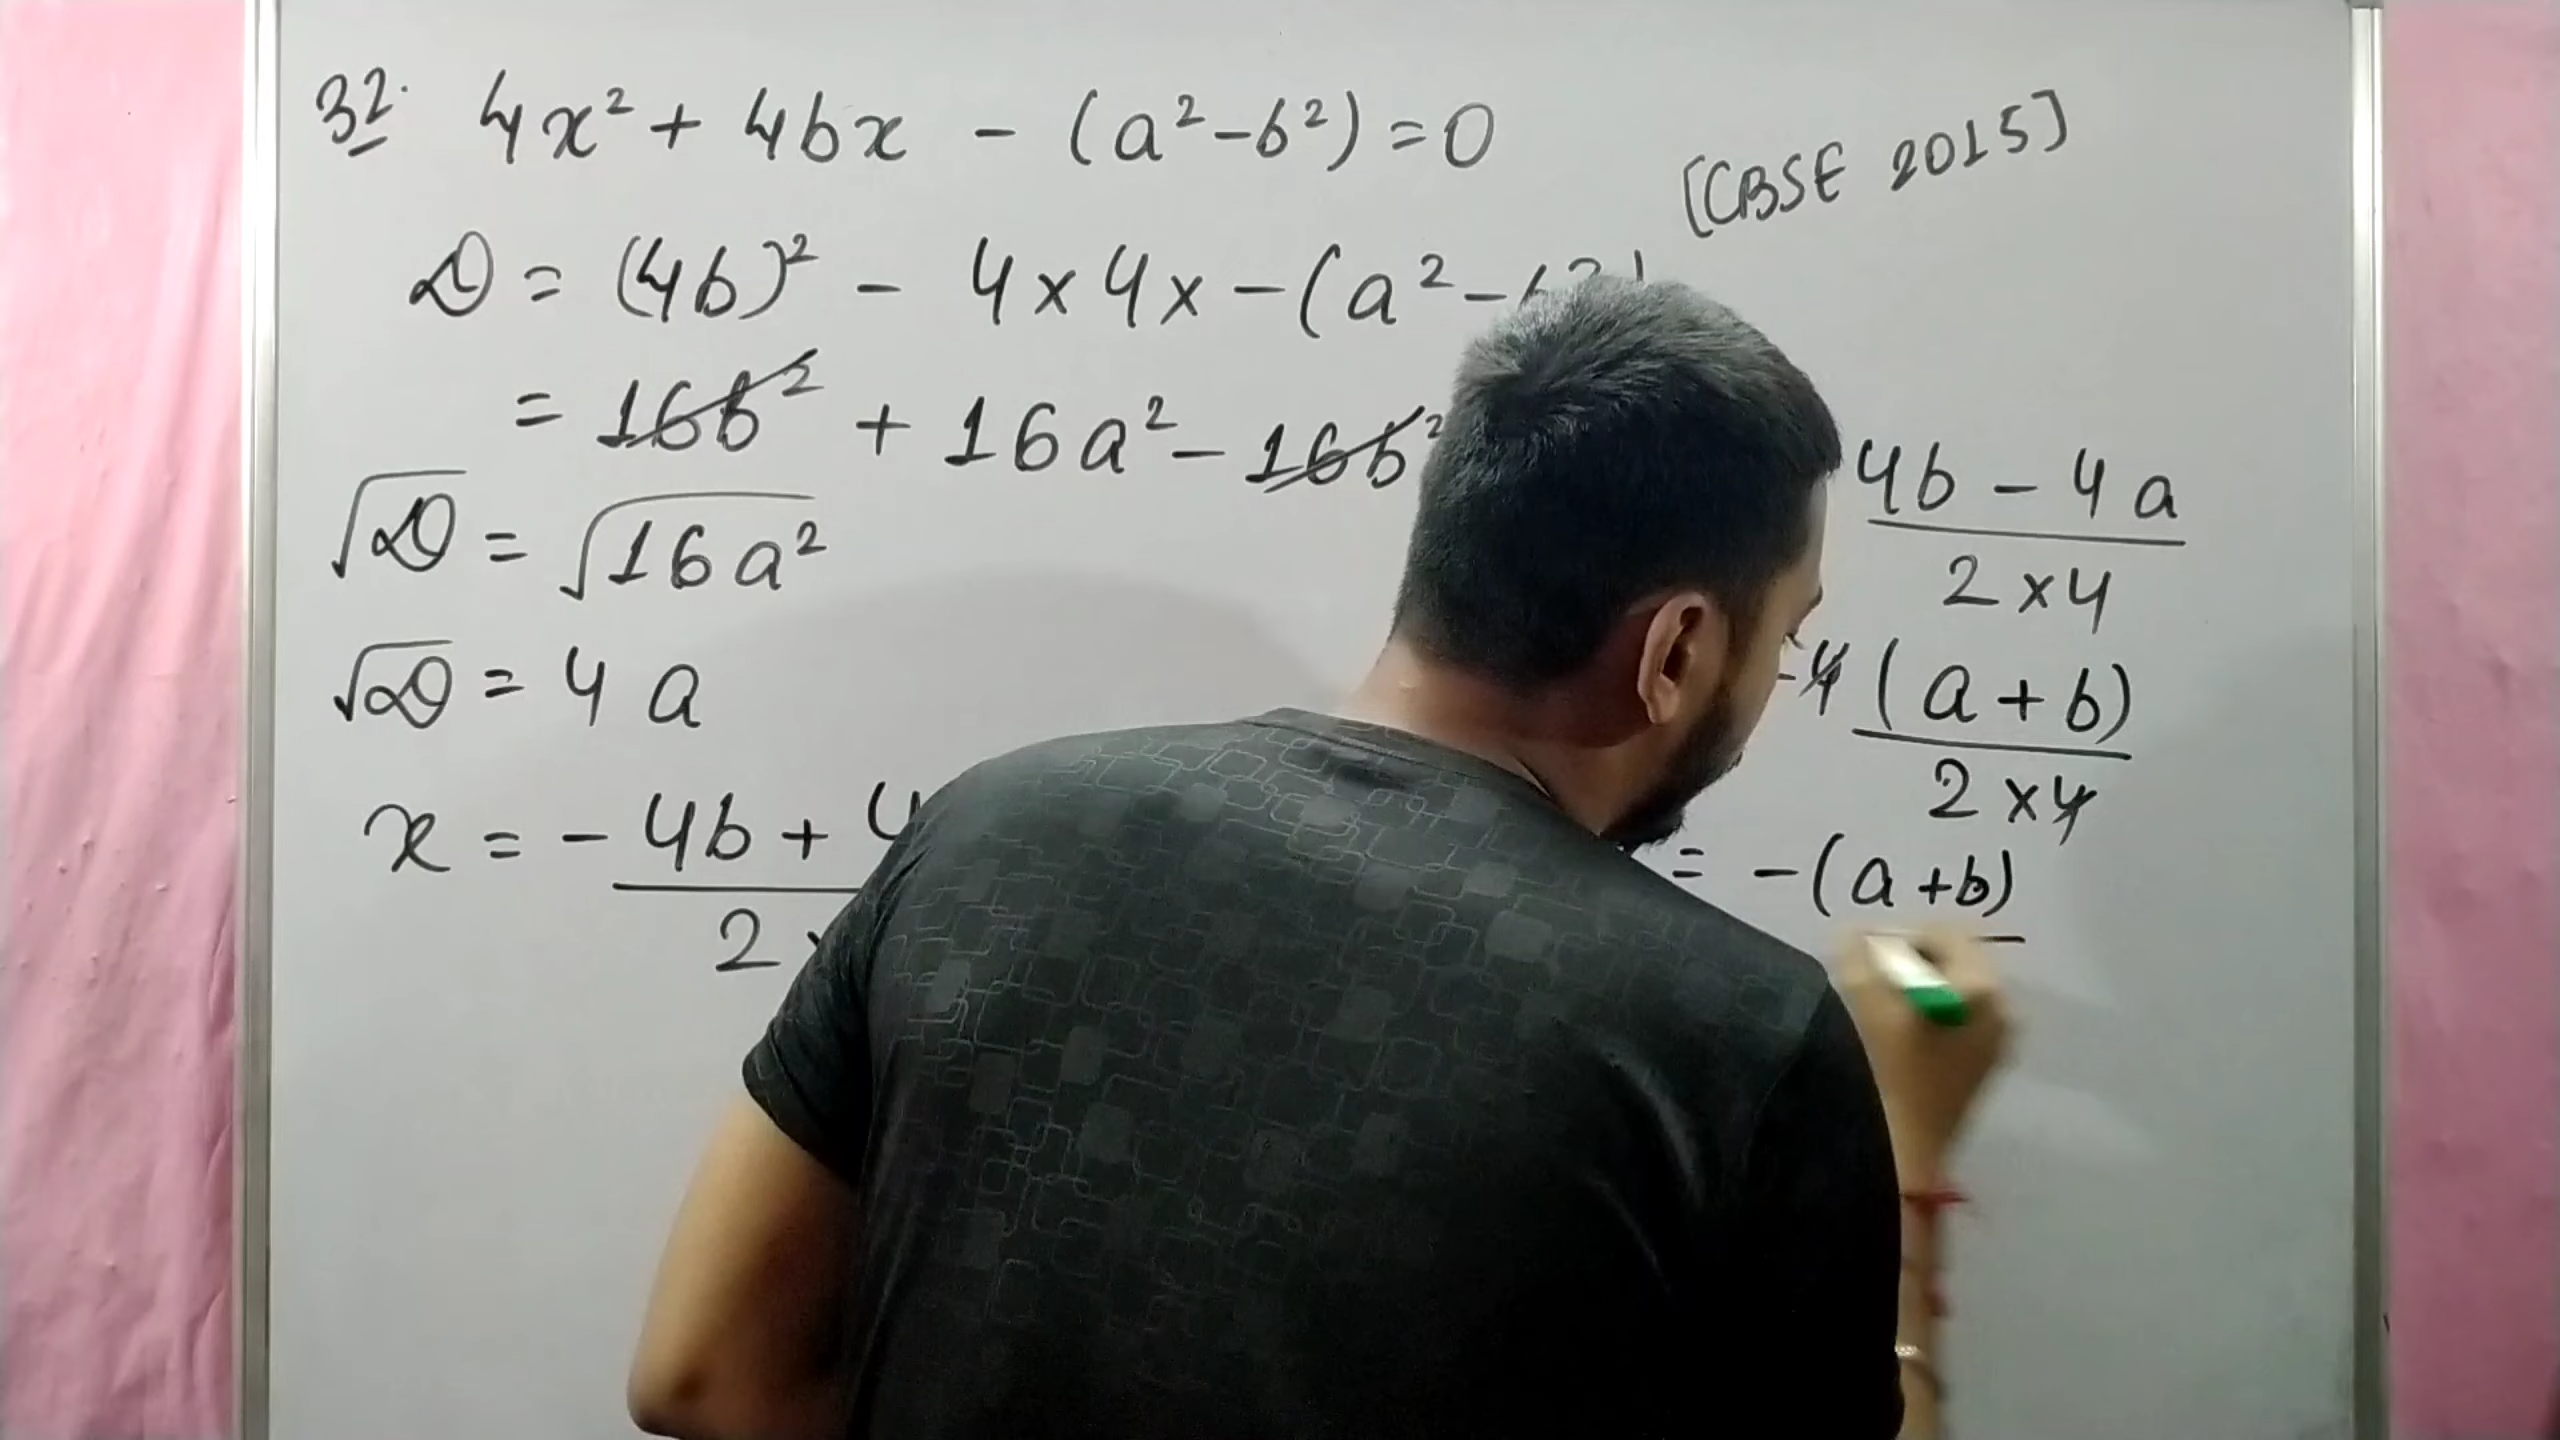 32. 4x² + 4bx - (a² - b²) = 0
[CBSE 2015]
D = (4b)² - 4 x 4 x - (a² -
= 16b² + 16a² - 16b²
√D = √16a²
√D = 4a
x = -4b + 4
2 x
4b - 4a
2 x 4
-4 (a + b)
2 x 4
= -(a + b)